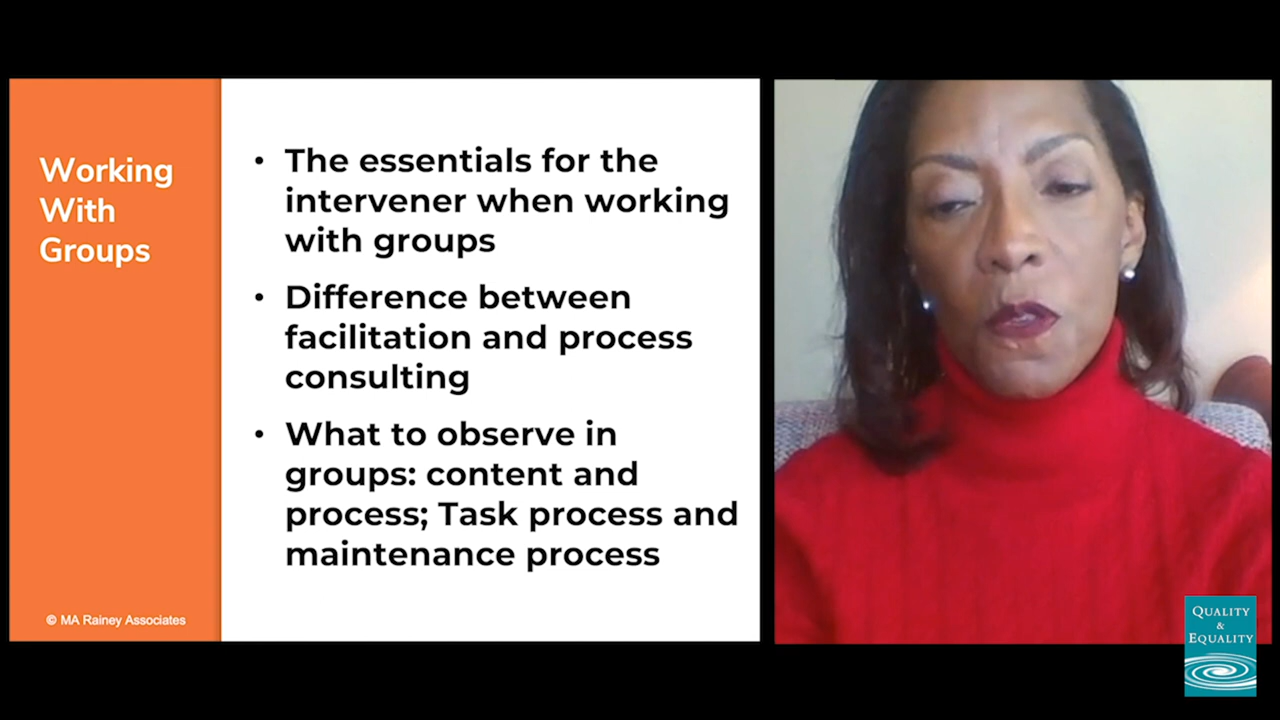 Working
With
Groups
• The essentials for the
intervener when working
with groups
• Difference between
facilitation and process
consulting
• What to observe in
groups: content and
process; Task process and
maintenance process
© MA Rainey Associates
QUALITY
&
EQUALITY